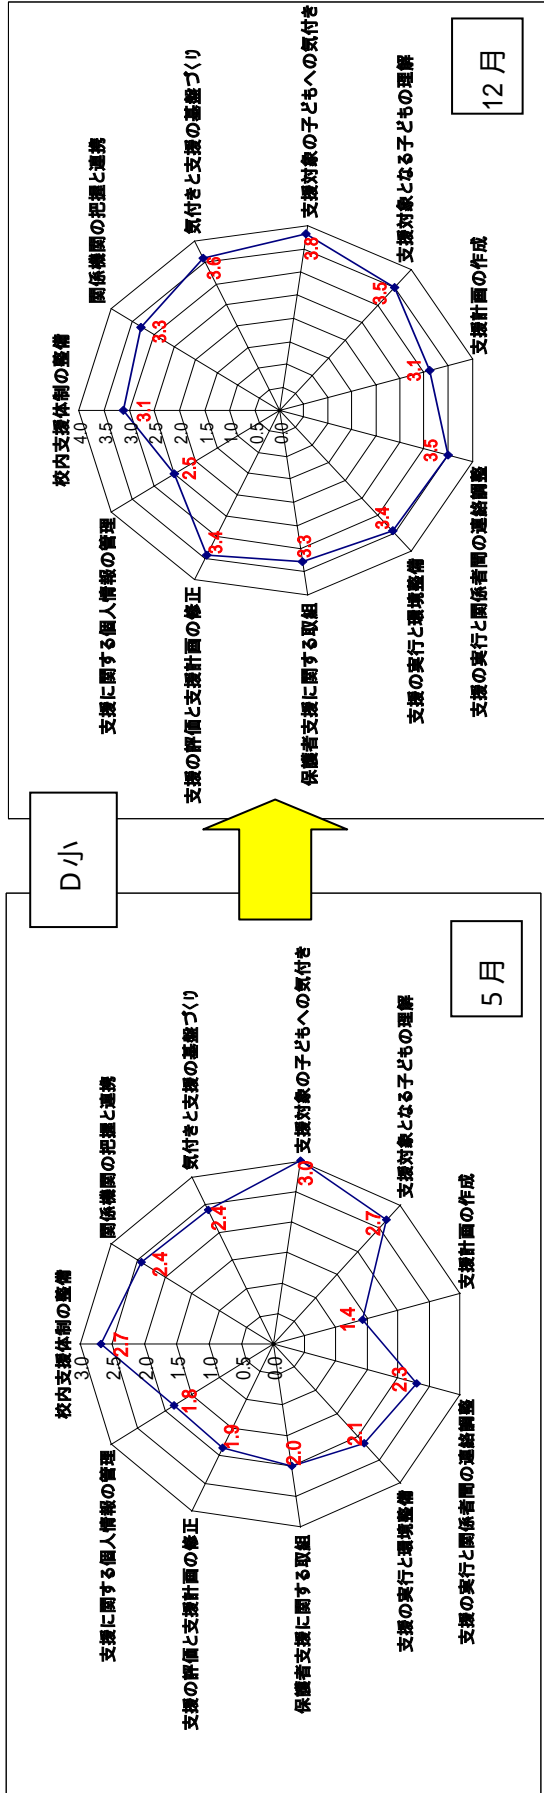 D小
5月
校内支援体制の整備
関係機関の把握と連携
気付きと支援の基盤づくり
支援対象の子どもへの気付き
支援対象となる子どもの理解
支援計画の作成
支援の実行と関係者間の連絡調整
支援の実行と環境整備
保護者支援に関する取組
支援の評価と支援計画の修正
支援に関する個人情報の管理
3.0
2.5
2.0
1.5
1.0
0.5
0.0
2.7
2.4
2.4
3.0
2.7
1.4
2.3
2.1
2.0
1.9
1.8
12月
校内支援体制の整備
関係機関の把握と連携
気付きと支援の基盤づくり
支援対象の子どもへの気付き
支援対象となる子どもの理解
支援計画の作成
支援の実行と関係者間の連絡調整
支援の実行と環境整備
保護者支援に関する取組
支援の評価と支援計画の修正
支援に関する個人情報の管理
4.0
3.5
3.0
2.5
2.0
1.5
1.0
0.5
0.0
3.1
3.3
3.6
3.8
3.5
3.1
3.5
3.4
3.3
3.4
2.5